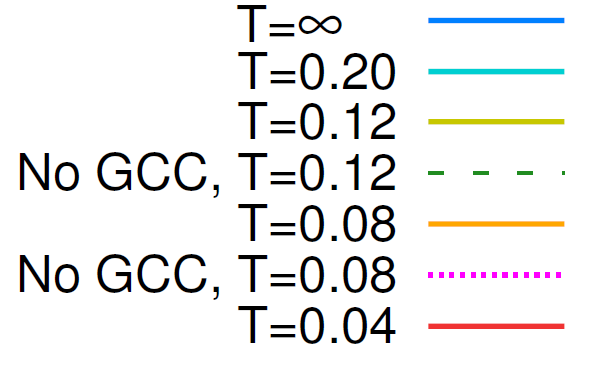 T=∞
T=0.20
T=0.12
No GCC, T=0.12
T=0.08
No GCC, T=0.08
T=0.04